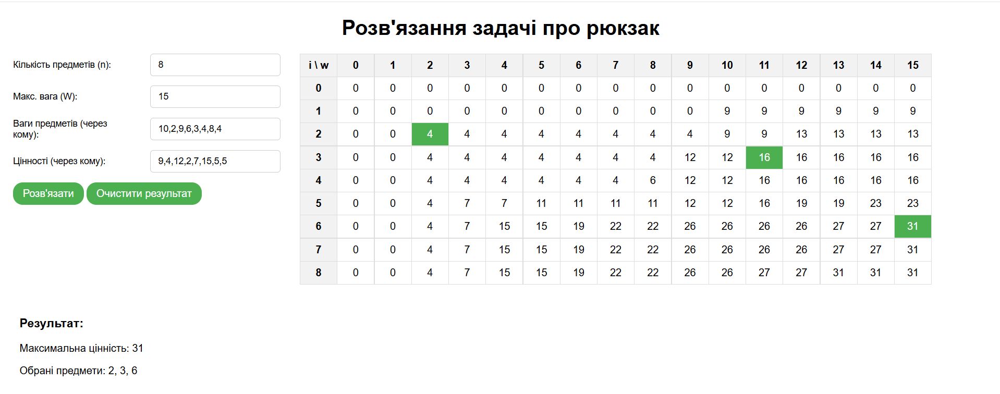 Розв'язання задачі про рюкзак
Кількість предметів (n):
8
Макс. вага (W):
15
Ваги предметів (через
кому):
10,2,9,6,3,4,8,4
Цінності (через кому):
9,4,12,2,7,15,5,5
Розв'язати
Очистити результат
i \ w 0 1 2 3 4 5 6 7 8 9 10 11 12 13 14 15
0 0 0 0 0 0 0 0 0 0 0 0 0 0 0 0 0
1 0 0 0 0 0 0 0 0 0 0 9 9 9 9 9 9
2 0 0 4 4 4 4 4 4 4 4 9 9 13 13 13 13
3 0 0 4 4 4 4 4 4 4 12 12 16 16 16 16 16
4 0 0 4 4 4 4 4 4 6 12 12 16 16 16 16 16
5 0 0 4 7 7 11 11 11 11 12 12 16 19 19 23 23
6 0 0 4 7 15 15 19 22 22 26 26 26 26 27 27 31
7 0 0 4 7 15 15 19 22 22 26 26 26 26 27 27 31
8 0 0 4 7 15 15 19 22 22 26 26 27 27 31 31 31
Результат:
Максимальна цінність: 31
Обрані предмети: 2, 3, 6